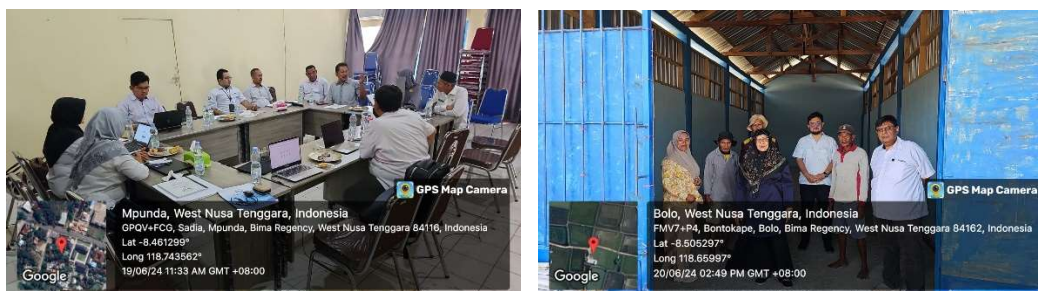 GPS Map Camera
Mpunda, West Nusa Tenggara, Indonesia
GPQV+FCG, Sadia, Mpunda, Bima Regency, West Nusa Tenggara 84116, Indonesia
Lat -8.461299°
Long 118.743562°
19/06/24 11:33 AM GMT +08:00
Google
GPS Map Camera
Bolo, West Nusa Tenggara, Indonesia
FMV7+P4, Bontokape, Bolo, Bima Regency, West Nusa Tenggara 84162, Indonesia
Lat -8.505297°
Long 118.65997°
20/06/24 02:49 PM GMT +08:00
Google